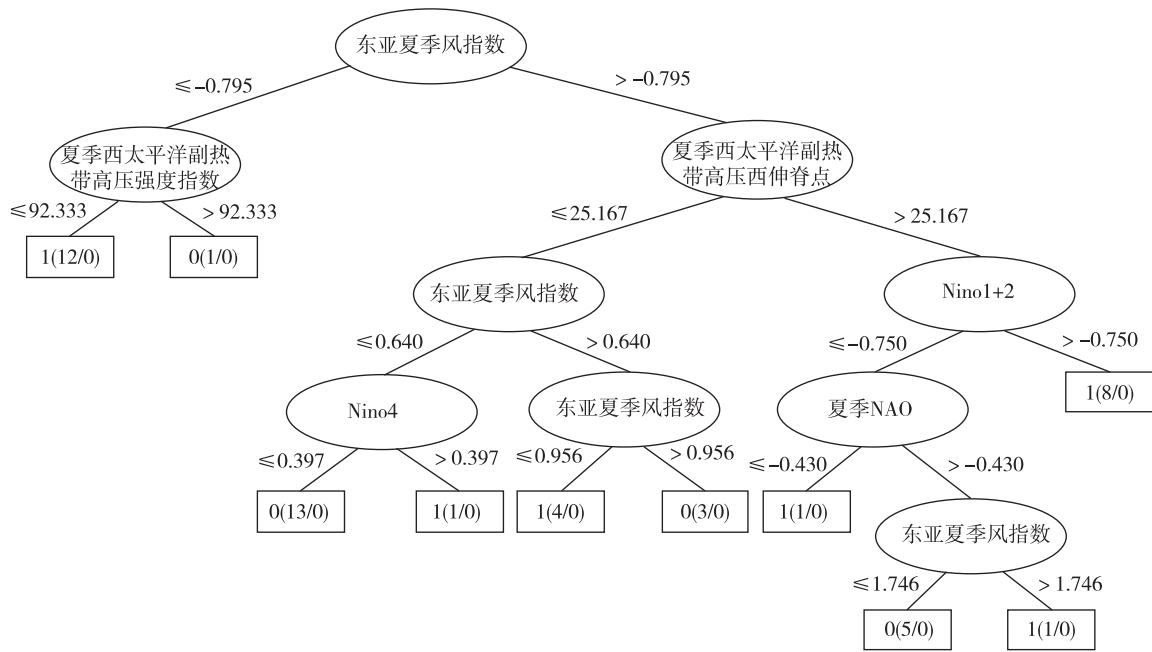 东亚夏季风指数
≤-0.795
>-0.795
夏季西太平洋副热
带高压强度指数
夏季西太平洋副热
带高压西伸脊点
≤92.333
>92.333
≤25.167
>25.167
1(12/0)
0(1/0)
东亚夏季风指数
Nino1+2
≤0.640
>0.640
≤-0.750
>-0.750
Nino4
东亚夏季风指数
夏季NAO
1(8/0)
≤0.397
>0.397
≤0.956
>0.956
≤-0.430
>-0.430
0(13/0)
1(1/0)
1(4/0)
0(3/0)
1(1/0)
东亚夏季风指数
≤1.746
>1.746
0(5/0)
1(1/0)